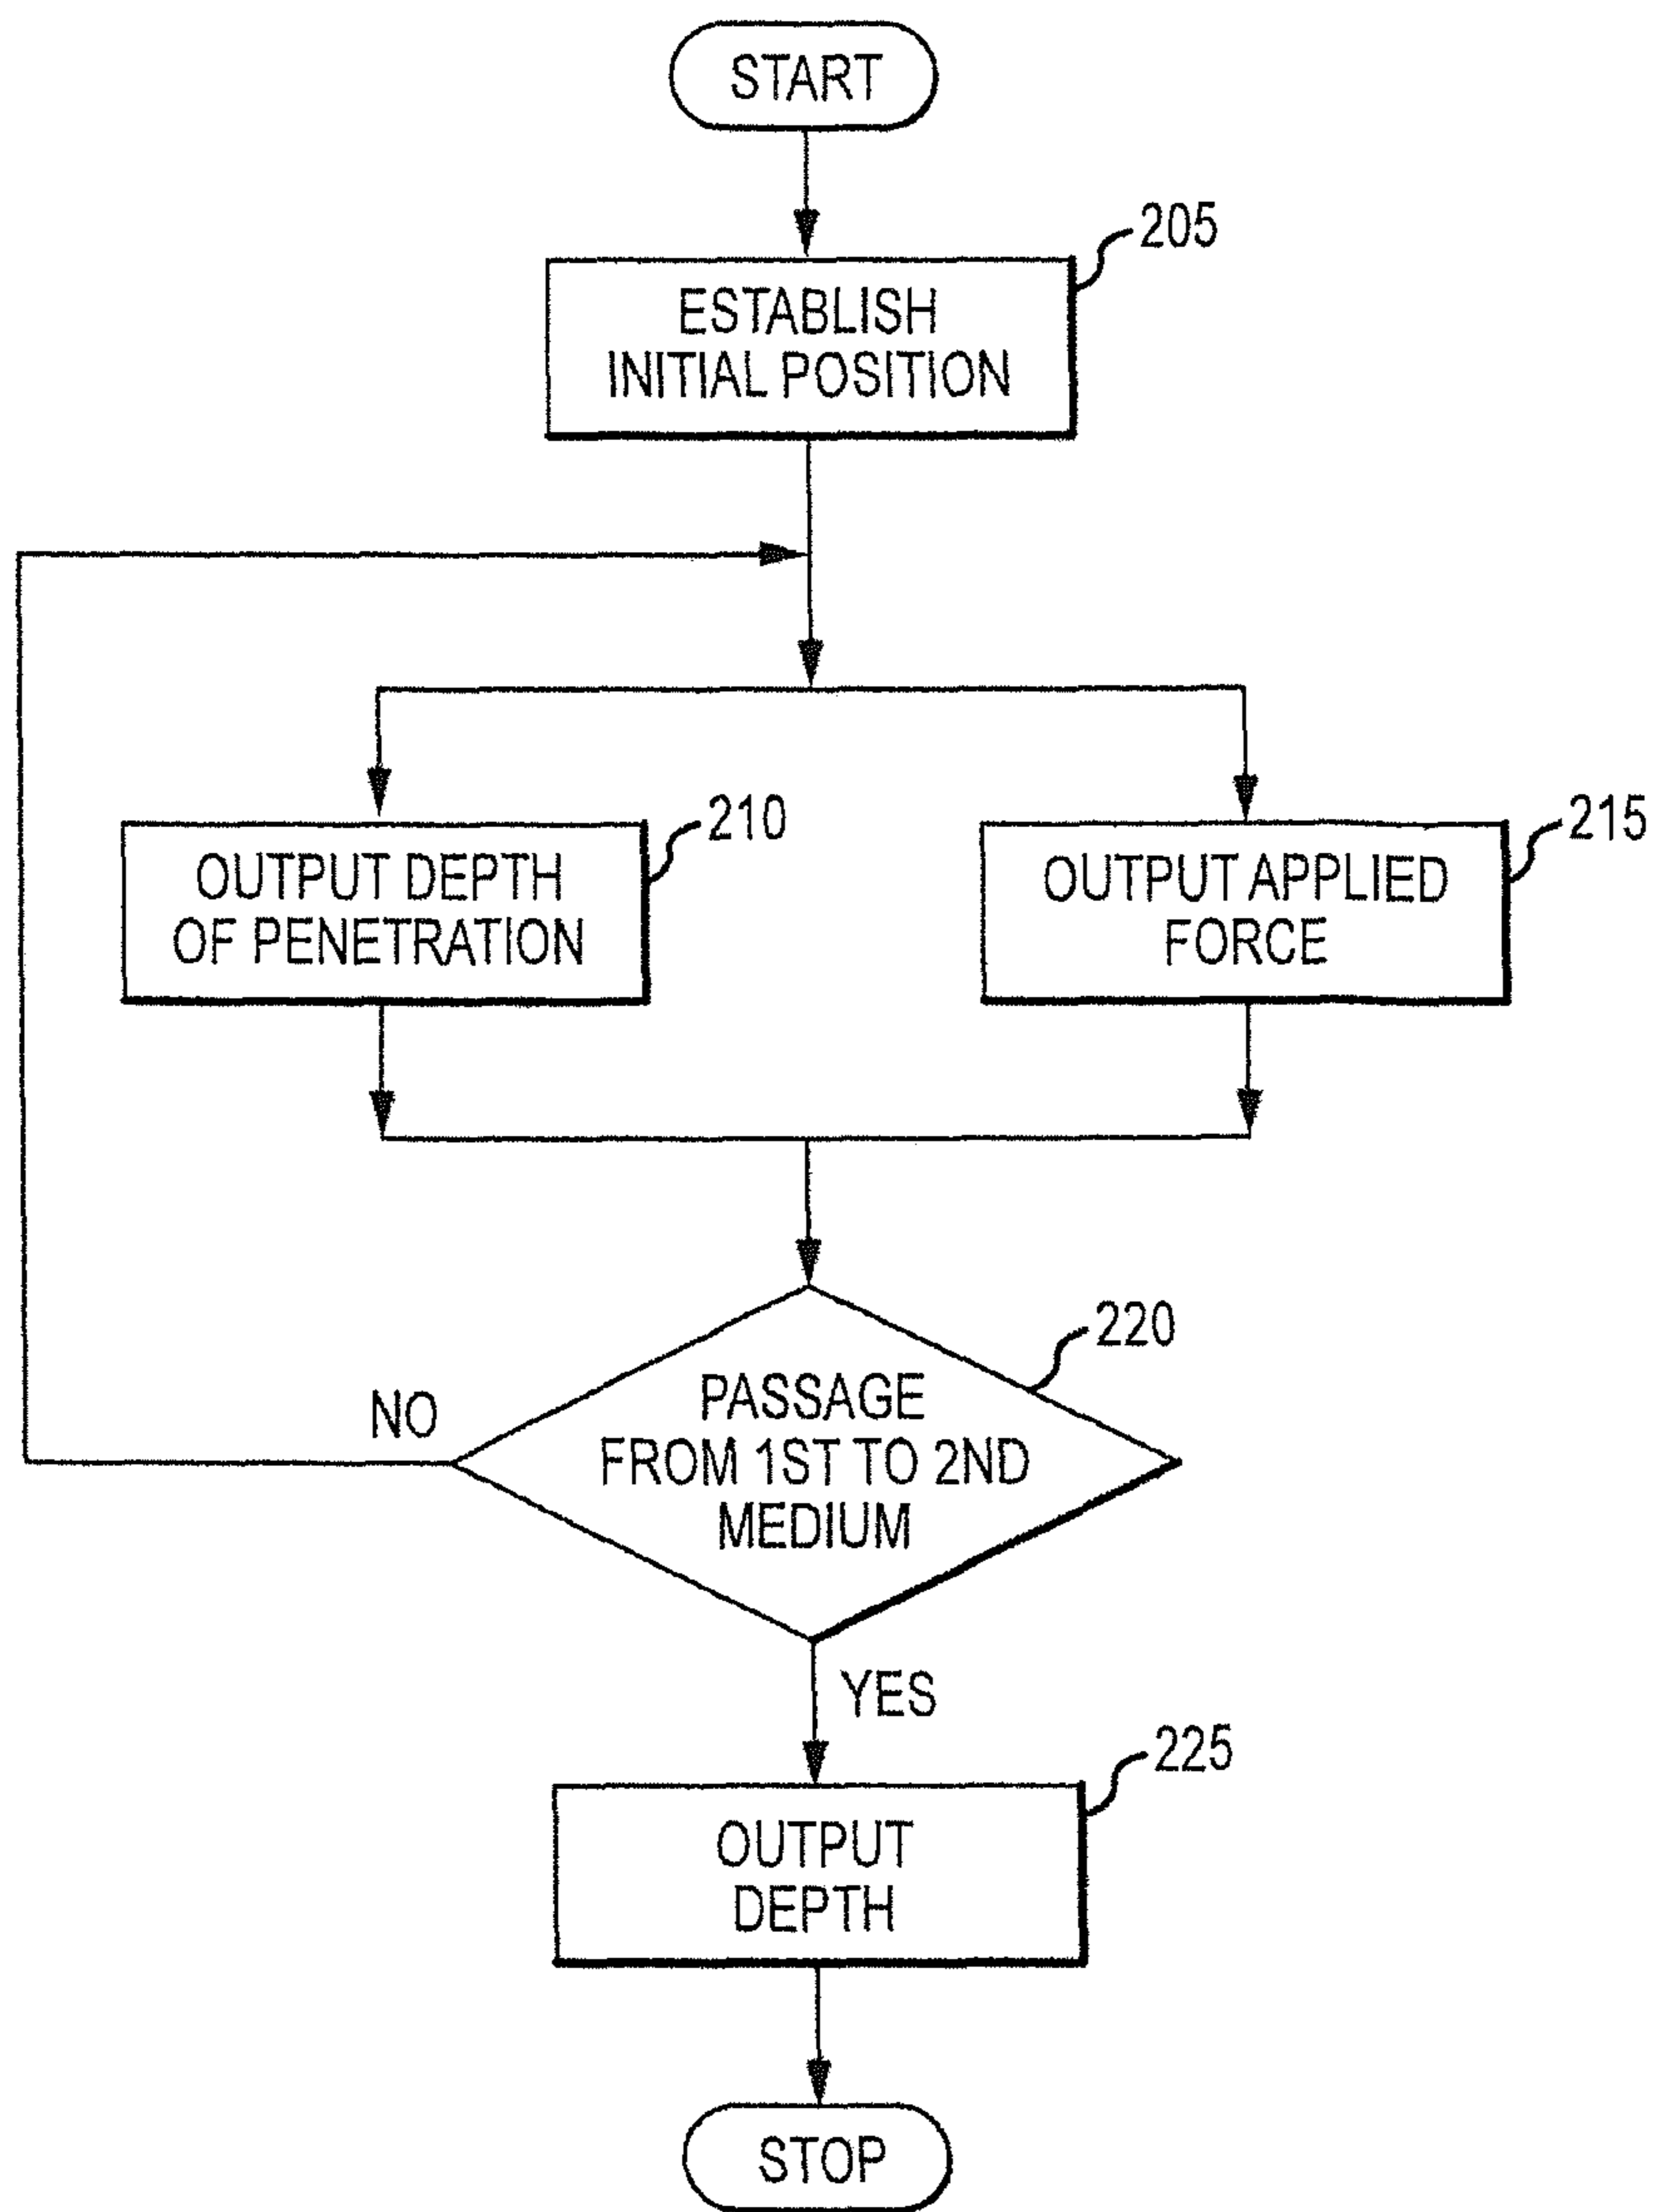 START
205
ESTABLISH
INITIAL POSITION
210
OUTPUT DEPTH
OF PENETRATION
215
OUTPUT APPLIED
FORCE
220
PASSAGE
FROM 1ST TO 2ND
MEDIUM
NO
YES
225
OUTPUT
DEPTH
STOP